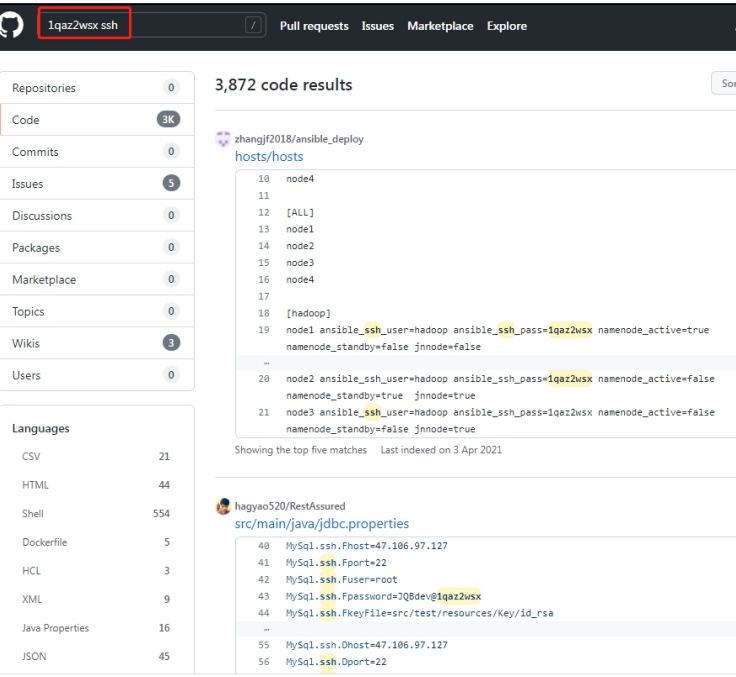 1qaz2wsx ssh
/
Pull requests Issues Marketplace Explore
Repositories 0
Code 3K
Commits 0
Issues 5
Discussions 0
Packages 0
Marketplace 0
Topics 0
Wikis 3
Users 0
Languages
CSV 21
HTML 44
Shell 554
Dockerfile 5
HCL 3
XML 9
Java Properties 16
JSON 45
3,872 code results
Sor
zhangjf2018/ansible_deploy
hosts/hosts
10 node4
11
12 [ALL]
13 node1
14 node2
15 node3
16 node4
17
18 [hadoop]
19 node1 ansible_ssh_user=hadoop ansible_ssh_pass=1qaz2wsx namenode_active=true
namenode_standby=false jnnode=false
…
20 node2 ansible_ssh_user=hadoop ansible_ssh_pass=1qaz2wsx namenode_active=false
namenode_standby=true jnnode=true
21 node3 ansible_ssh_user=hadoop ansible_ssh_pass=1qaz2wsx namenode_active=false
namenode_standby=false jnnode=true
Showing the top five matches Last indexed on 3 Apr 2021
hagyao520/RestAssured
src/main/java/jdbc.properties
40 MySql.ssh.Fhost=47.106.97.127
41 MySql.ssh.Fport=22
42 MySql.ssh.Fuser=root
43 MySql.ssh.Fpassword=JQBdev@1qaz2wsx
44 MySql.ssh.FkeyFile=src/test/resources/Key/id_rsa
…
55 MySql.ssh.Dhost=47.106.97.127
56 MySql.ssh.Dport=22